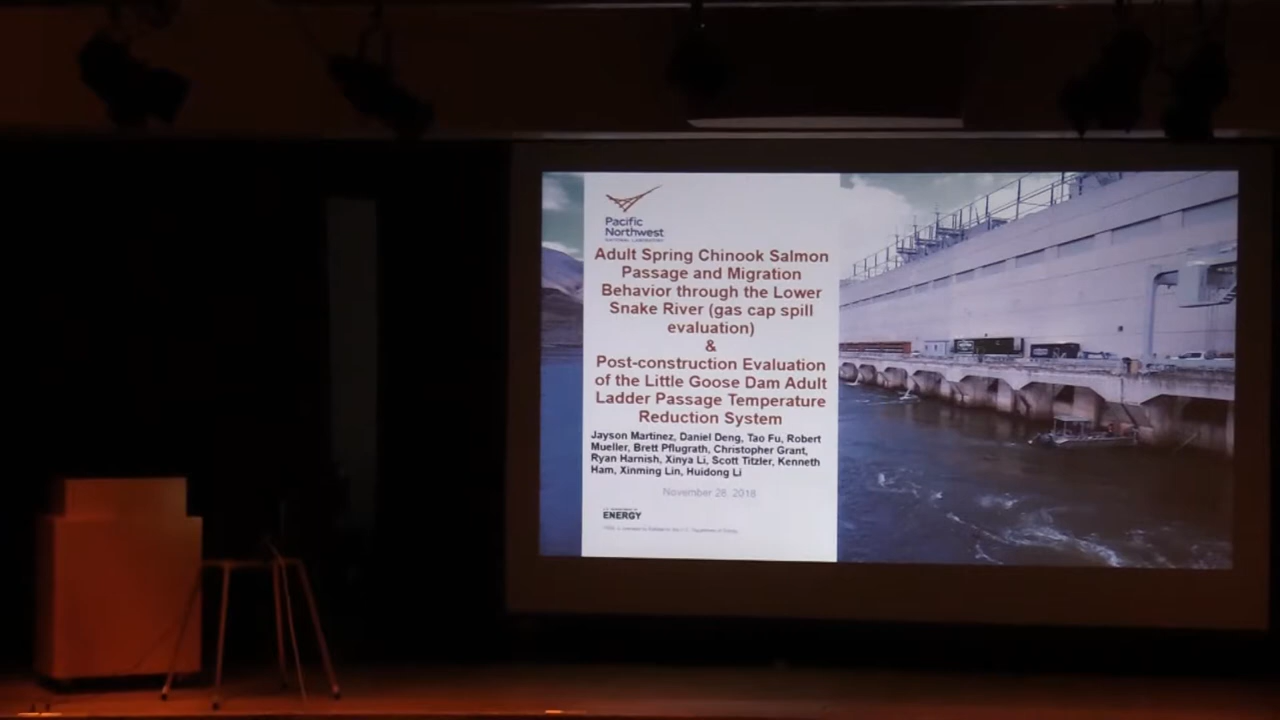 Pacific
Northwest
NATIONAL LABORATORY
Adult Spring Chinook Salmon
Passage and Migration
Behavior through the Lower
Snake River (gas cap spill
evaluation)
&
Post-construction Evaluation
of the Little Goose Dam Adult
Ladder Passage Temperature
Reduction System
Jayson Martinez, Daniel Deng, Tao Fu, Robert
Mueller, Brett Pflugrath, Christopher Grant,
Ryan Harnish, Xinya Li, Scott Titzler, Kenneth
Ham, Xinming Lin, Huidong Li
November 28, 2018
ENERGY